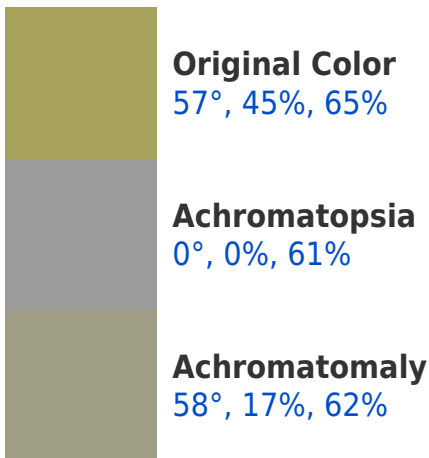 Original Color
57°, 45%, 65%
Achromatopsia
0°, 0%, 61%
Achromatomaly
58°, 17%, 62%